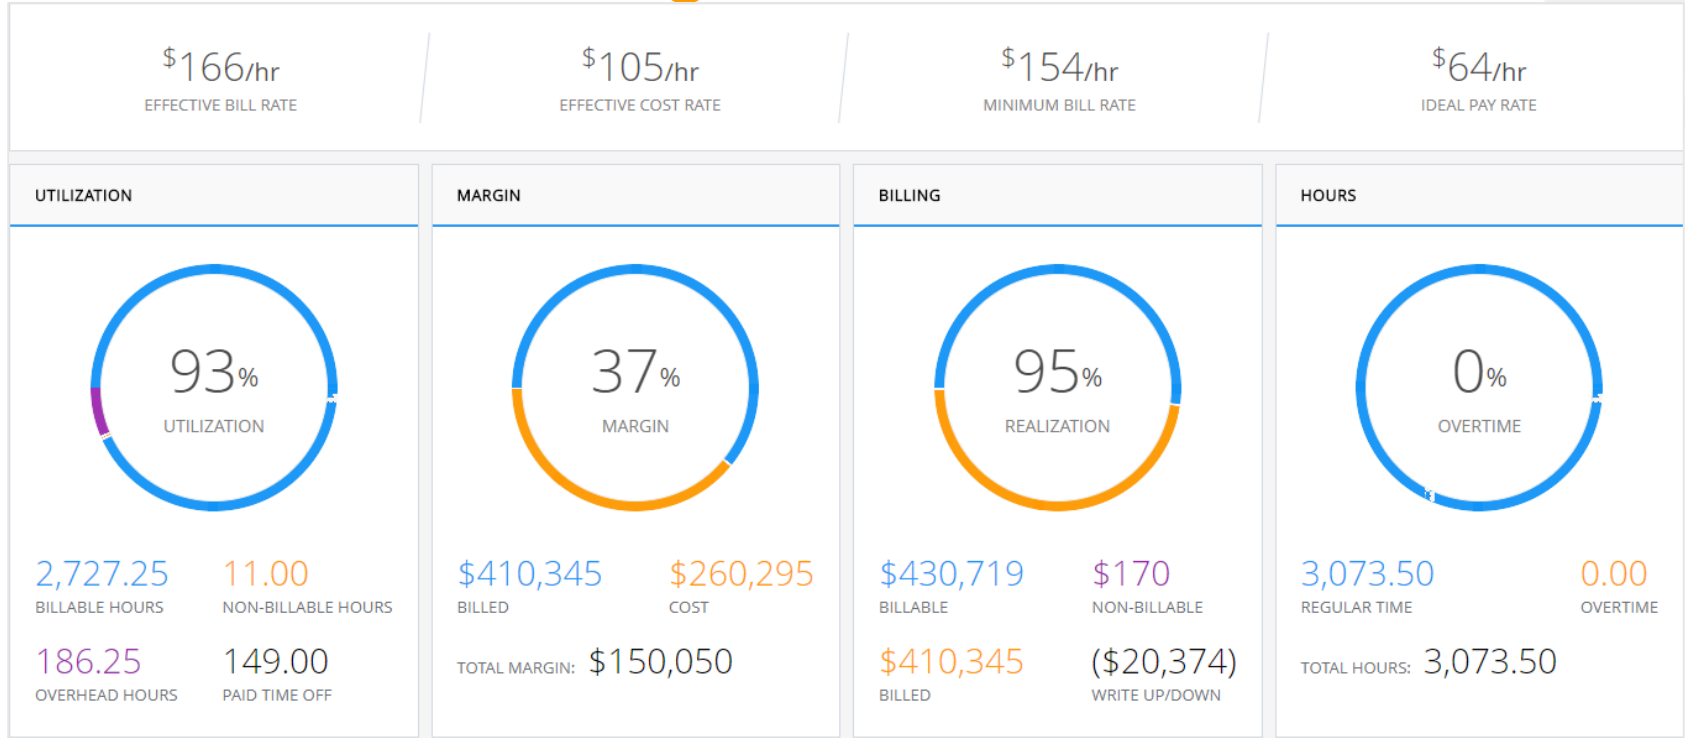 $166/hr
EFFECTIVE BILL RATE
$105/hr
EFFECTIVE COST RATE
$154/hr
MINIMUM BILL RATE
$64/hr
IDEAL PAY RATE
UTILIZATION
93%
UTILIZATION
2,727.25
BILLABLE HOURS
11.00
NON-BILLABLE HOURS
186.25
OVERHEAD HOURS
149.00
PAID TIME OFF
MARGIN
37%
MARGIN
$410,345
BILLED
$260,295
COST
TOTAL MARGIN: $150,050
BILLING
95%
REALIZATION
$430,719
BILLABLE
$170
NON-BILLABLE
$410,345
BILLED
($20,374)
WRITE UP/DOWN
HOURS
0%
OVERTIME
3,073.50
REGULAR TIME
0.00
OVERTIME
TOTAL HOURS: 3,073.50